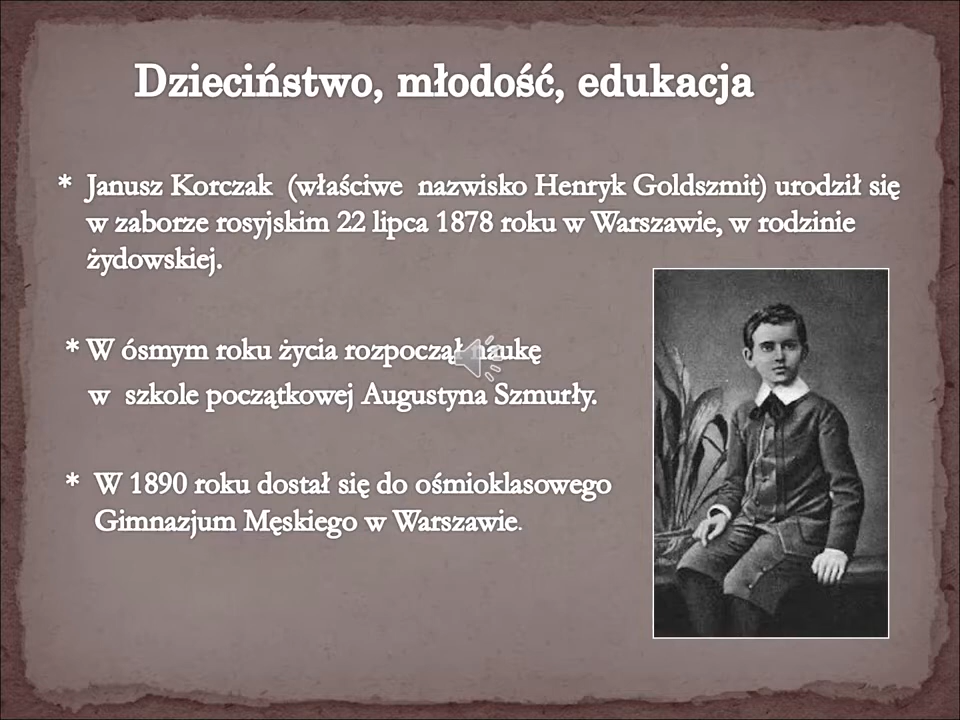 Dzieciństwo, młodość, edukacja
* Janusz Korczak (właściwe nazwisko Henryk Goldszmit) urodził się
w zaborze rosyjskim 22 lipca 1878 roku w Warszawie, w rodzinie
żydowskiej.
* W ósmym roku życia rozpoczął naukę
w szkole początkowej Augustyna Szmurły.
* W 1890 roku dostał się do ośmioklasowego
Gimnazjum Męskiego w Warszawie.